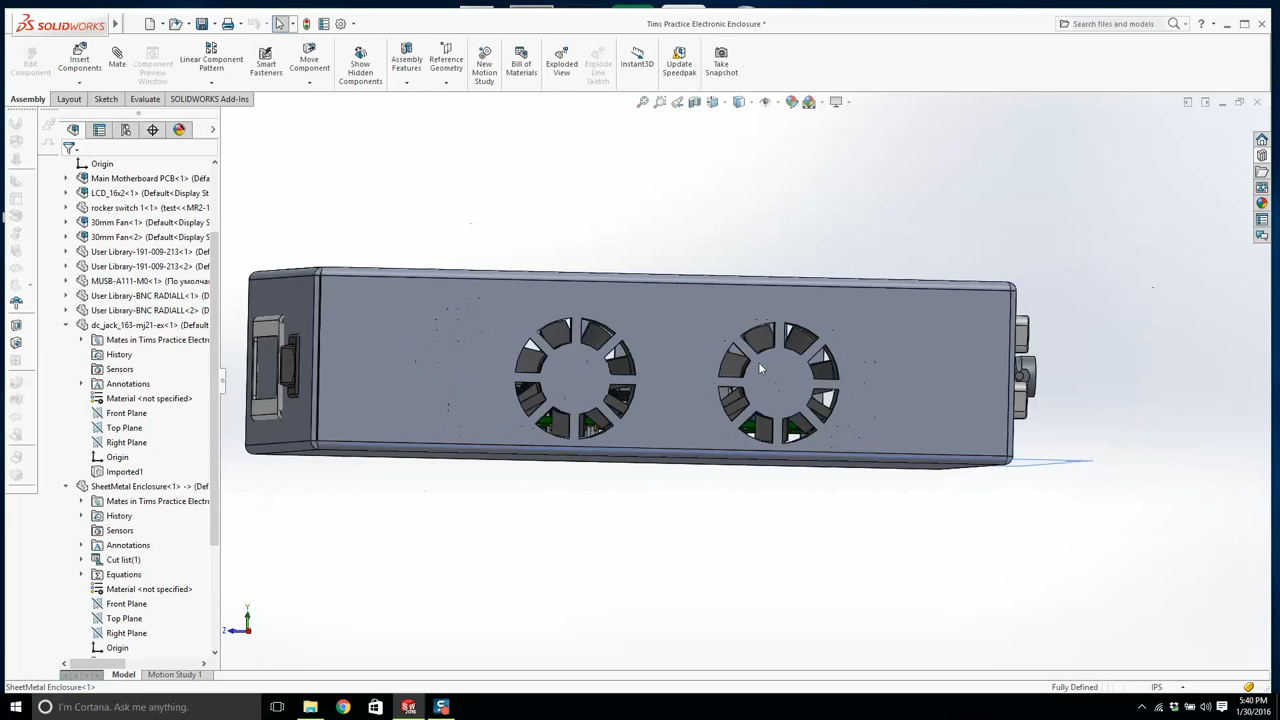 SOLIDWORKS
Tims Practice Electronic Enclosure *
Search files and models
Edit Component
Insert Components
Mate
Component Preview Window
Linear Component Pattern
Smart Fasteners
Move Component
Show Hidden Components
Assembly Features
Reference Geometry
New Motion Study
Bill of Materials
Exploded View
Explode Line Sketch
Instant3D
Update Speedpak
Take Snapshot
Assembly Layout Sketch Evaluate SOLIDWORKS Add-Ins
Origin
Main Motherboard PCB<1> (Défa
LCD_16x2<1> (Default<Display St
rocker switch 1<1> (test<<MR2-1
30mm Fan<1> (Default<Display S
30mm Fan<2> (Default<Display S
User Library-191-009-213<1> (Def
User Library-191-009-213<2> (Def
MUSB-A111-M0<1> (По умолчан
User Library-BNC RADIALL<1> (D
User Library-BNC RADIALL<2> (D
dc_jack_163-mj21-ex<1> (Default
Mates in Tims Practice Electro
History
Sensors
Annotations
Material <not specified>
Front Plane
Top Plane
Right Plane
Origin
Imported1
SheetMetal Enclosure<1> -> (Def
Mates in Tims Practice Electro
History
Sensors
Annotations
Cut list(1)
Equations
Material <not specified>
Front Plane
Top Plane
Right Plane
Origin
Y
Z
Model Motion Study 1
SheetMetal Enclosure<1>
Fully Defined
IPS
I'm Cortana. Ask me anything.
5:40 PM
1/30/2016